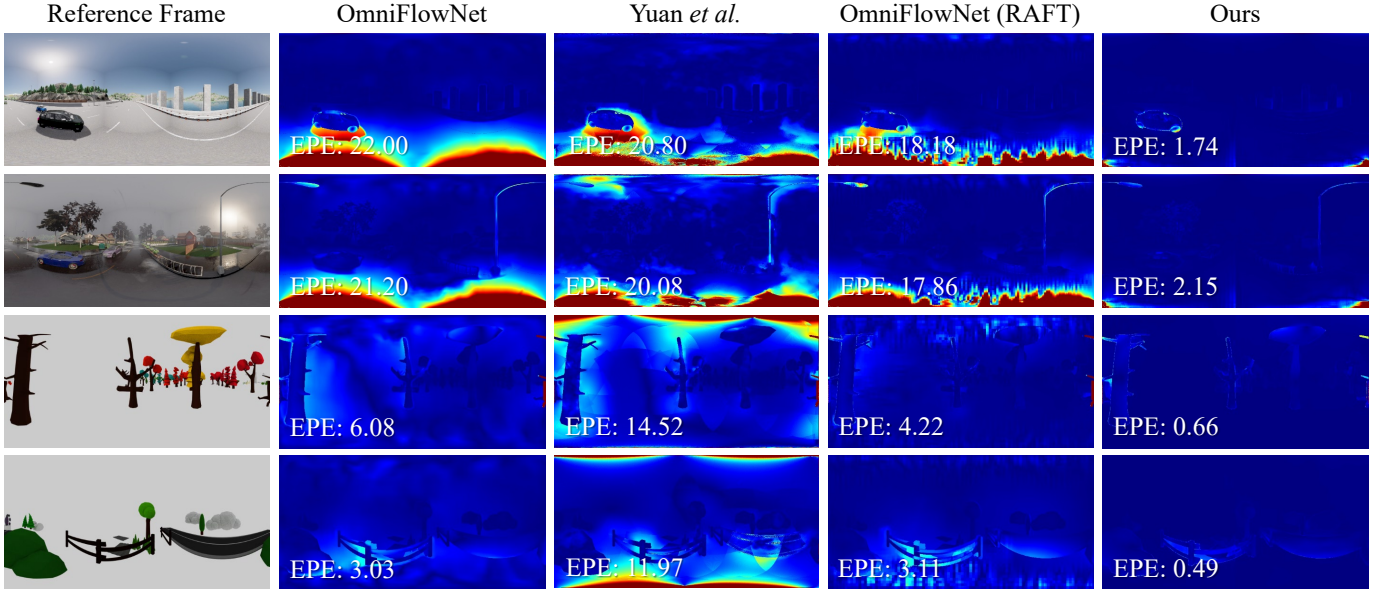 Reference Frame OmniFlowNet Yuan et al. OmniFlowNet (RAFT) Ours
EPE: 22.00 EPE: 20.80 EPE: 18.18 EPE: 1.74
EPE: 21.20 EPE: 20.08 EPE: 17.86 EPE: 2.15
EPE: 6.08 EPE: 14.52 EPE: 4.22 EPE: 0.66
EPE: 3.03 EPE: 11.97 EPE: 3.11 EPE: 0.49